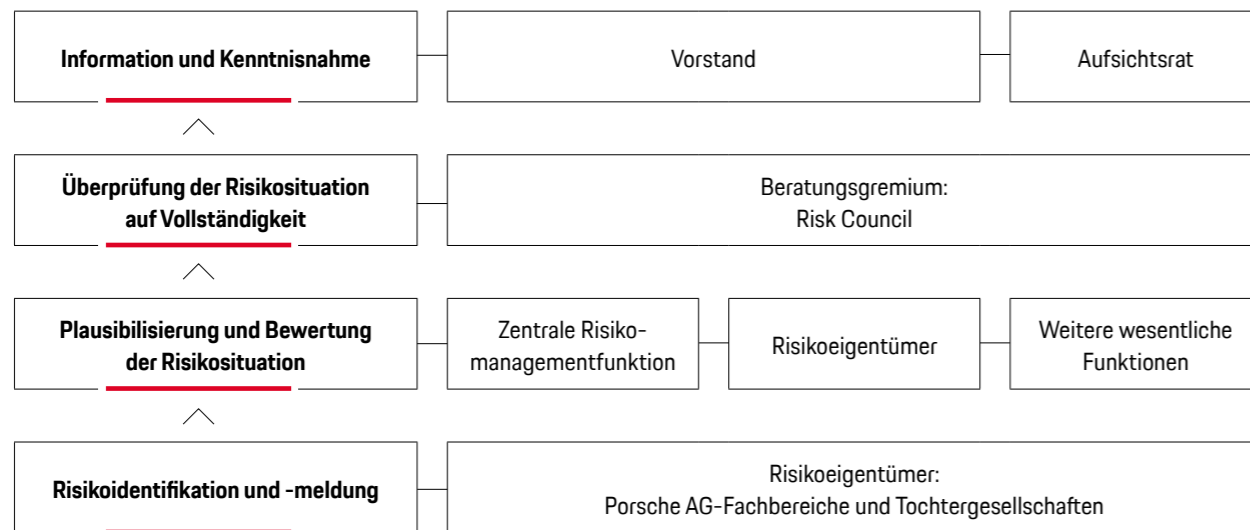 Information und Kenntnisnahme
Vorstand
Aufsichtsrat
Überprüfung der Risikosituation
auf Vollständigkeit
Beratungsgremium:
Risk Council
Plausibilisierung und Bewertung
der Risikosituation
Zentrale Risiko-
managementfunktion
Risikoeigentümer
Weitere wesentliche
Funktionen
Risikoidentifikation und -meldung
Risikoeigentümer:
Porsche AG-Fachbereiche und Tochtergesellschaften